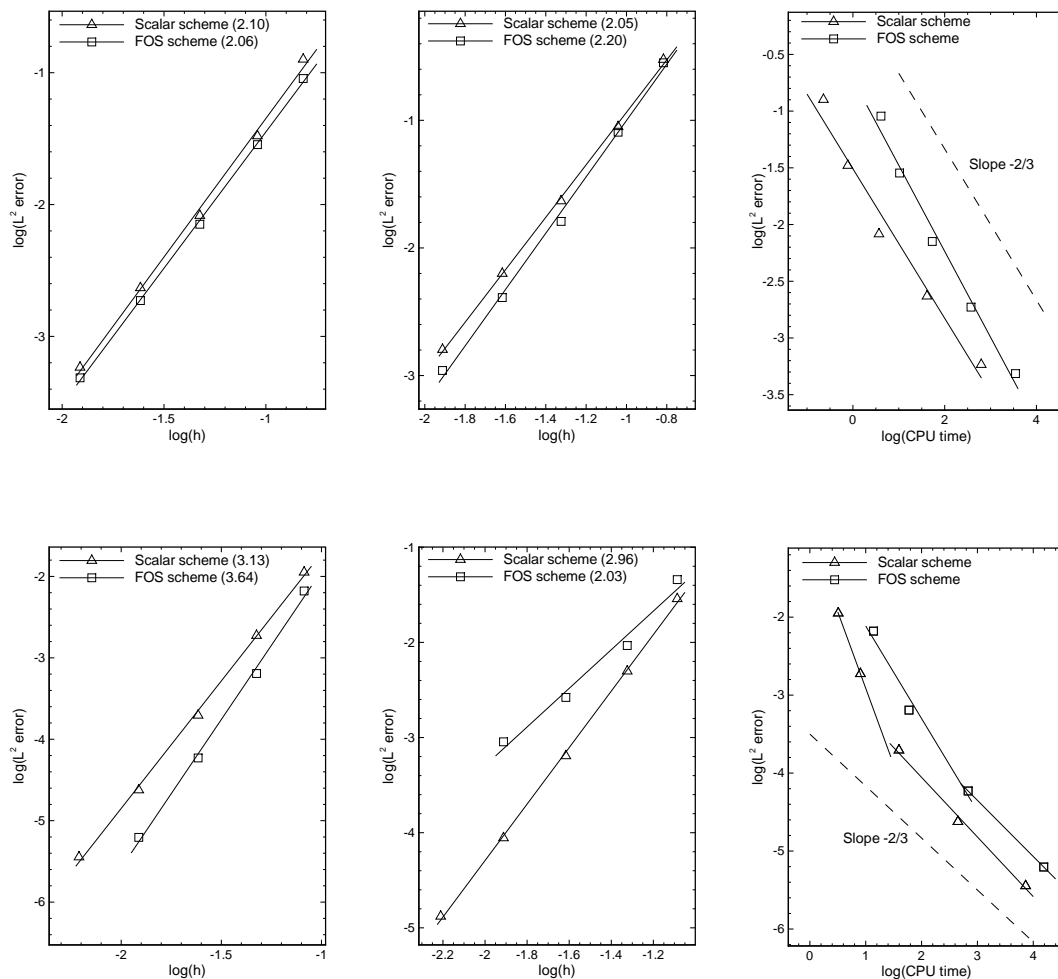 Scalar scheme (2.10)
FOS scheme (2.06)
-1
-2
-3
log(L² error)
-2
-1.5
-1
log(h)
Scalar scheme (2.05)
FOS scheme (2.20)
-1
-2
-3
log(L² error)
-2
-1.8
-1.6
-1.4
-1.2
-1
-0.8
log(h)
Scalar scheme
FOS scheme
-0.5
-1
-1.5
-2
-2.5
-3
-3.5
log(L² error)
Slope -2/3
0
2
4
log(CPU time)
Scalar scheme (3.13)
FOS scheme (3.64)
-2
-3
-4
-5
-6
log(L² error)
-2
-1.5
-1
log(h)
Scalar scheme (2.96)
FOS scheme (2.03)
-1
-2
-3
-4
-5
log(L² error)
-2.2
-2
-1.8
-1.6
-1.4
-1.2
log(h)
Scalar scheme
FOS scheme
-2
-3
-4
-5
-6
log(L² error)
Slope -2/3
0
1
2
3
4
log(CPU time)